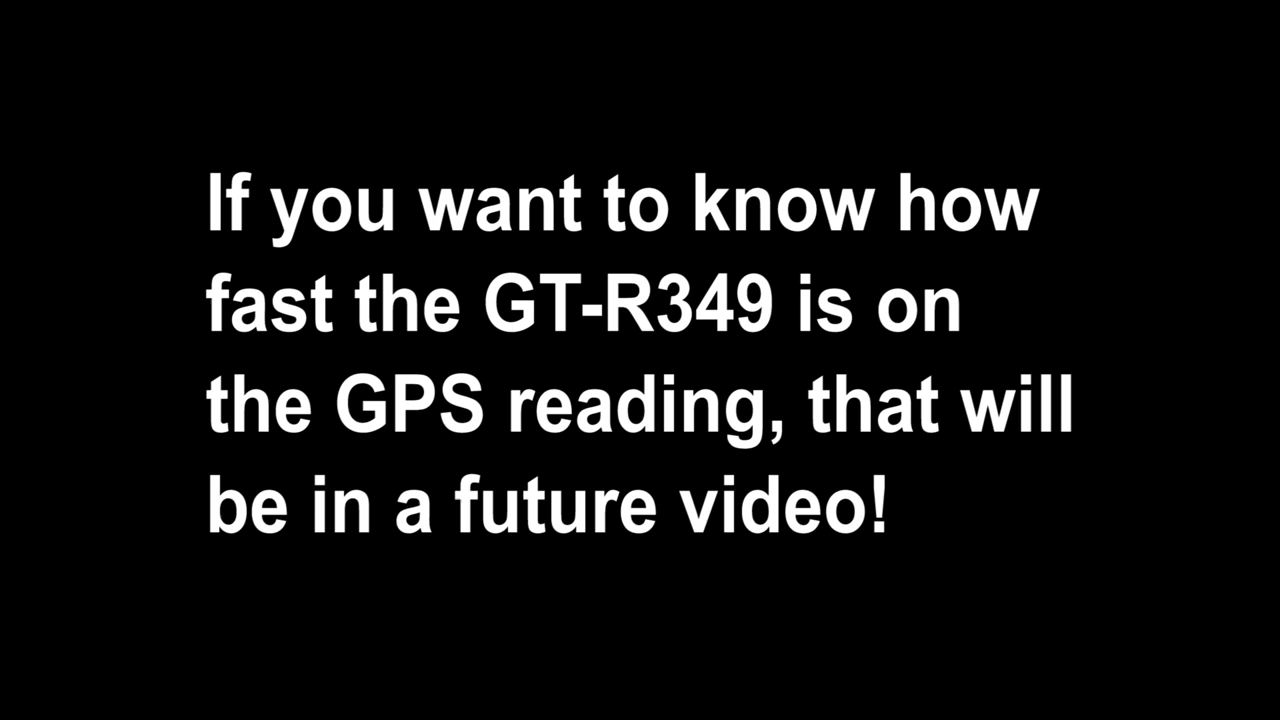 If you want to know how
fast the GT-R349 is on
the GPS reading, that will
be in a future video!